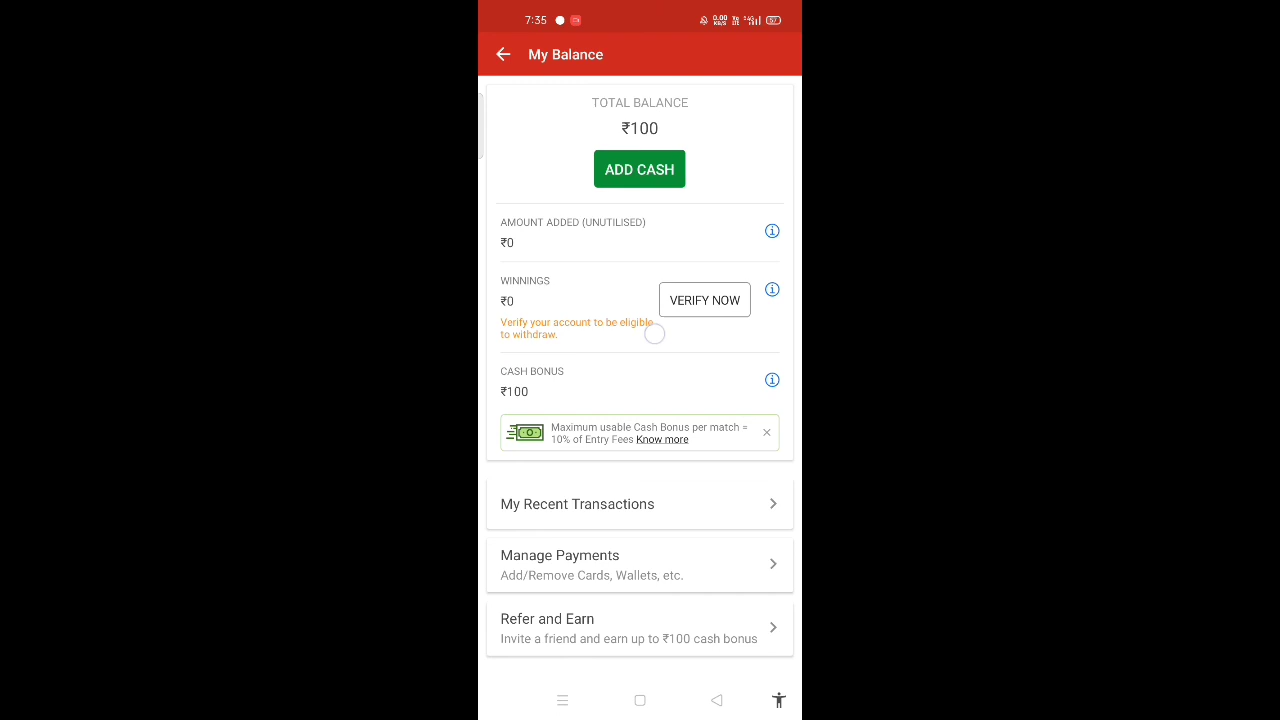 7:35
0.00
KB/S
My Balance
TOTAL BALANCE
₹100
ADD CASH
AMOUNT ADDED (UNUTILISED)
₹0
WINNINGS
₹0
VERIFY NOW
Verify your account to be eligible
to withdraw.
CASH BONUS
₹100
Maximum usable Cash Bonus per match =
10% of Entry Fees Know more
My Recent Transactions
Manage Payments
Add/Remove Cards, Wallets, etc.
Refer and Earn
Invite a friend and earn up to ₹100 cash bonus